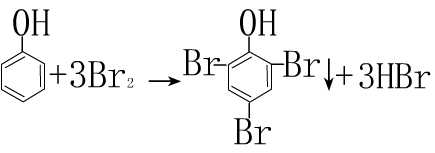 OH OH
+3Br₂ → Br Br ↓ + 3HBr
Br